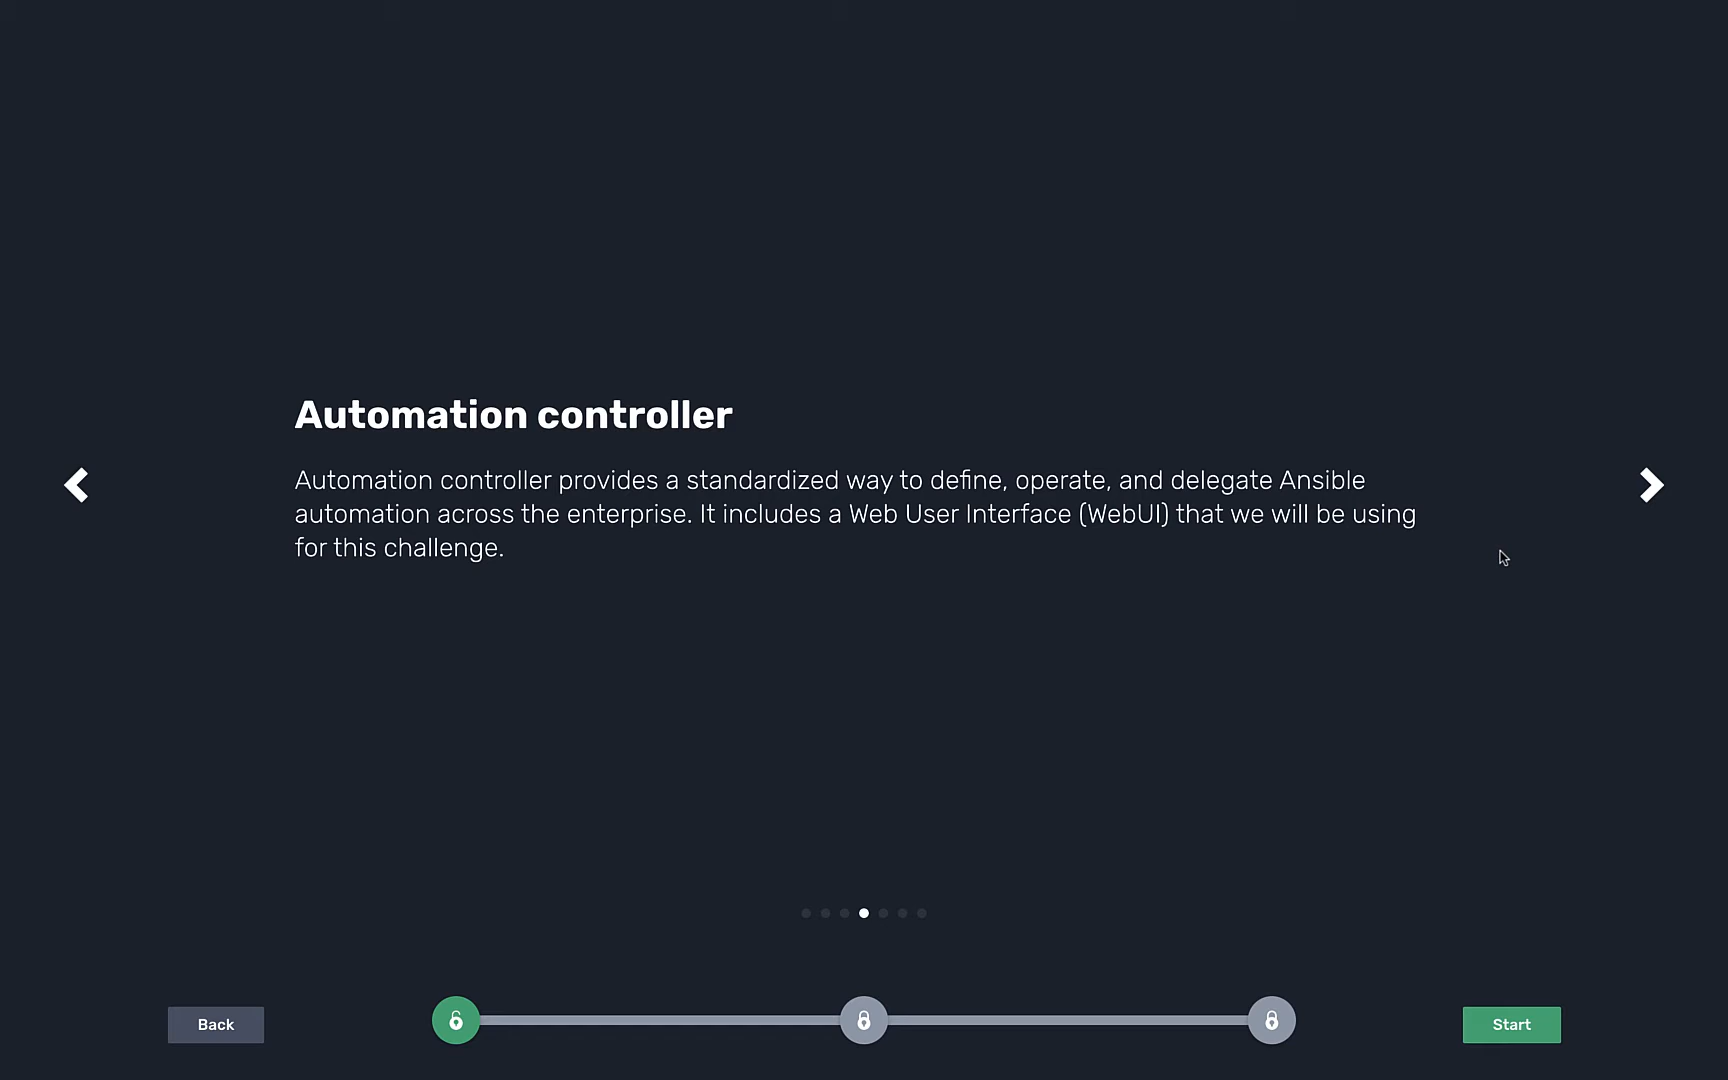 Automation controller
Automation controller provides a standardized way to define, operate, and delegate Ansible
automation across the enterprise. It includes a Web User Interface (WebUI) that we will be using
for this challenge.
Back
Start